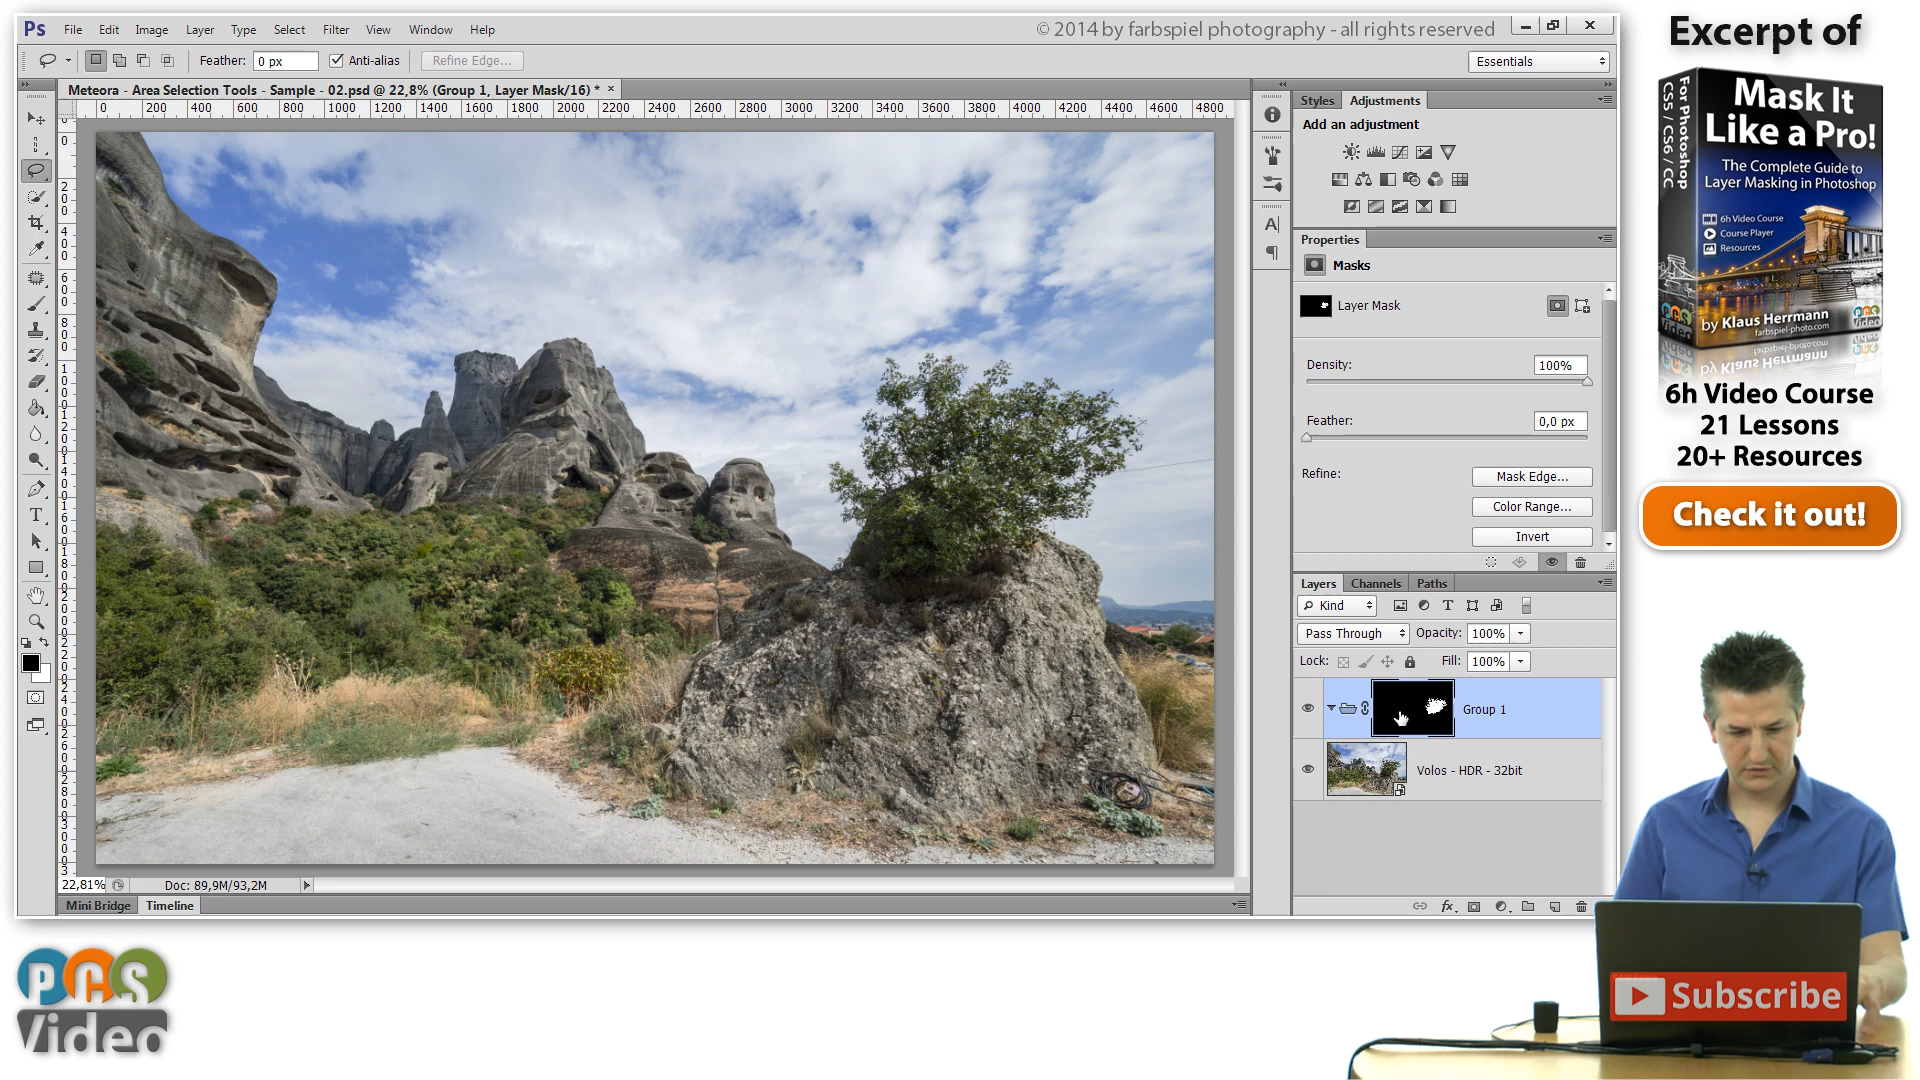 Ps File Edit Image Layer Type Select Filter View Window Help
© 2014 by farbspiel photography - all rights reserved
Feather: 0 px Anti-alias Refine Edge...
Essentials
Meteora - Area Selection Tools - Sample - 02.psd @ 22,8% (Group 1, Layer Mask/16) * ×
0 200 400 600 800 1000 1200 1400 1600 1800 2000 2200 2400 2600 2800 3000 3200 3400 3600 3800 4000 4200 4400 4600 4800
Styles Adjustments
Add an adjustment
Properties
Masks
Layer Mask
Density: 100%
Feather: 0,0 px
Refine: Mask Edge...
Color Range...
Invert
Layers Channels Paths
Kind
Pass Through Opacity: 100%
Lock: Fill: 100%
Group 1
Volos - HDR - 32bit
22,81% Doc: 89,9M/93,2M
Mini Bridge Timeline
Excerpt of
For Photoshop
CS5 / CS6 / CC
Mask It
Like a Pro!
The Complete Guide to
Layer Masking in Photoshop
6h Video Course
Course Player
Resources
by Klaus Herrmann
farbspiel-photo.com
6h Video Course
21 Lessons
20+ Resources
Check it out!
Subscribe
PCS
Video